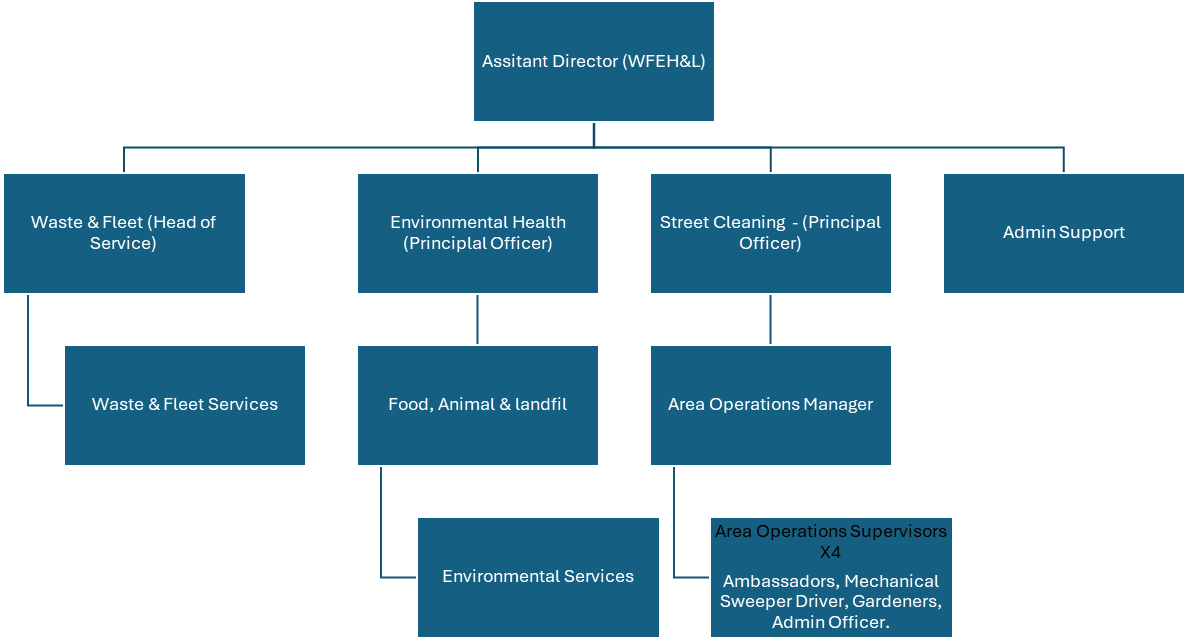 Assitant Director (WFEH&L)
Waste & Fleet (Head of
Service)
Environmental Health
(Principlal Officer)
Street Cleaning - (Principal
Officer)
Admin Support
Waste & Fleet Services
Food, Animal & landfil
Area Operations Manager
Environmental Services
Area Operations Supervisors
X4
Ambassadors, Mechanical
Sweeper Driver, Gardeners,
Admin Officer.